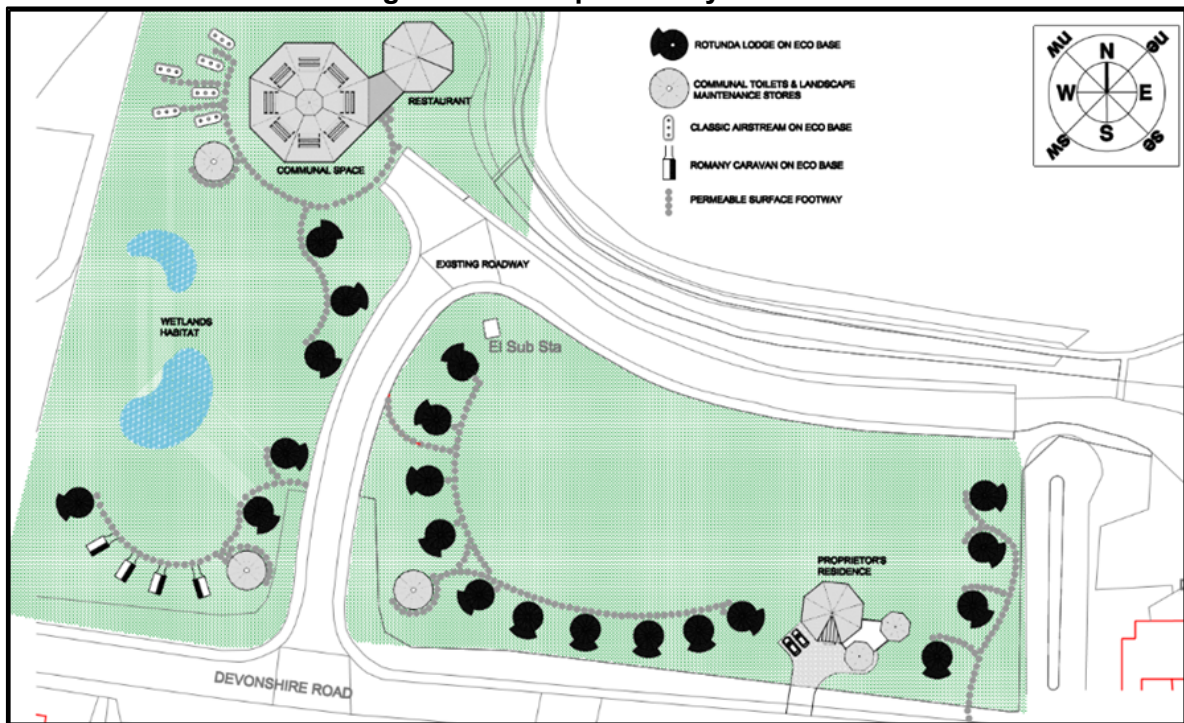 ROTUNDA LODGE ON ECO BASE
COMMUNAL TOILETS & LANDSCAPE
MAINTENANCE STORES
CLASSIC AIRSTREAM ON ECO BASE
ROMANY CARAVAN ON ECO BASE
PERMEABLE SURFACE FOOTWAY
nw
N
ne
W
E
sw
S
se
RESTAURANT
COMMUNAL SPACE
EXISTING ROADWAY
WETLANDS
HABITAT
El Sub Sta
PROPRIETOR'S
RESIDENCE
DEVONSHIRE ROAD